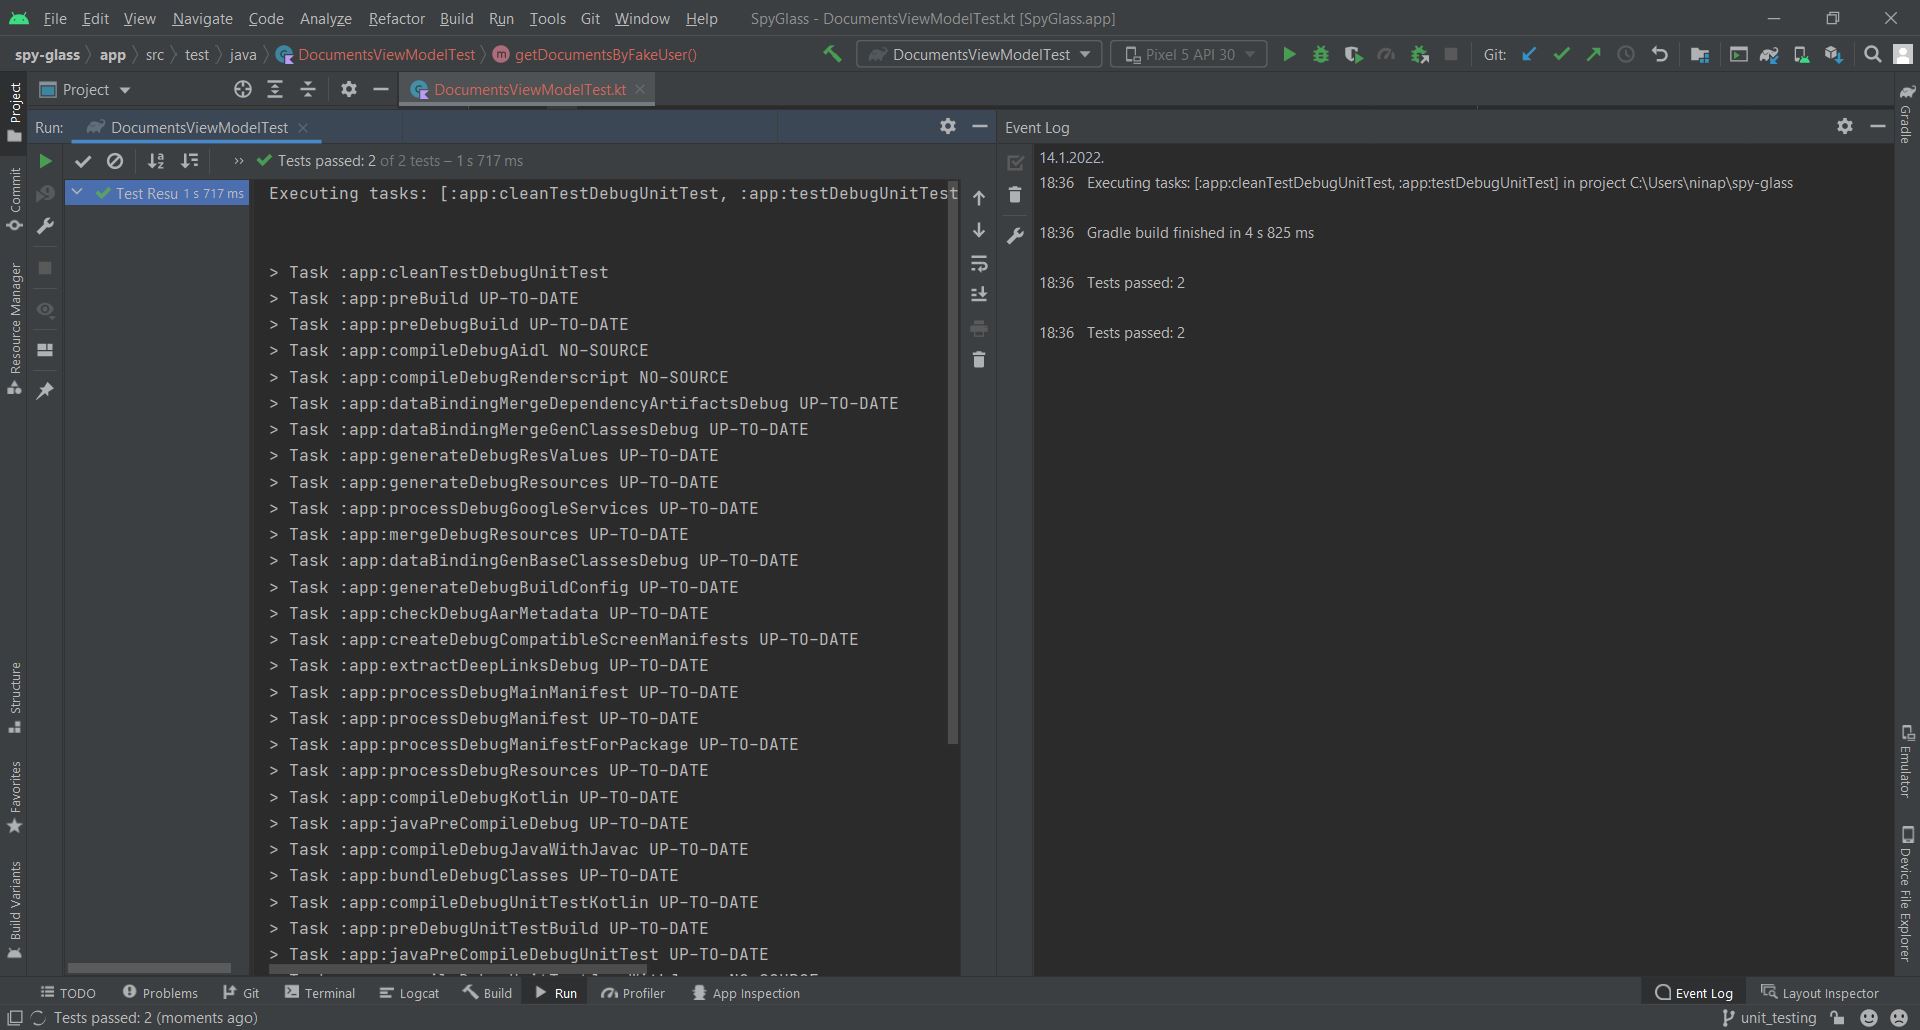 File Edit View Navigate Code Analyze Refactor Build Run Tools Git Window Help SpyGlass - DocumentsViewModelTest.kt [SpyGlass.app]
spy-glass app src test java DocumentsViewModelTest getDocumentsByFakeUser() DocumentsViewModelTest Pixel 5 API 30 Git:
Project DocumentsViewModelTest.kt
Run: DocumentsViewModelTest
Tests passed: 2 of 2 tests – 1 s 717 ms
Test Resu 1 s 717 ms
Executing tasks: [:app:cleanTestDebugUnitTest, :app:testDebugUnitTest
> Task :app:cleanTestDebugUnitTest
> Task :app:preBuild UP-TO-DATE
> Task :app:preDebugBuild UP-TO-DATE
> Task :app:compileDebugAidl NO-SOURCE
> Task :app:compileDebugRenderscript NO-SOURCE
> Task :app:dataBindingMergeDependencyArtifactsDebug UP-TO-DATE
> Task :app:dataBindingMergeGenClassesDebug UP-TO-DATE
> Task :app:generateDebugResValues UP-TO-DATE
> Task :app:generateDebugResources UP-TO-DATE
> Task :app:processDebugGoogleServices UP-TO-DATE
> Task :app:mergeDebugResources UP-TO-DATE
> Task :app:dataBindingGenBaseClassesDebug UP-TO-DATE
> Task :app:generateDebugBuildConfig UP-TO-DATE
> Task :app:checkDebugAarMetadata UP-TO-DATE
> Task :app:createDebugCompatibleScreenManifests UP-TO-DATE
> Task :app:extractDeepLinksDebug UP-TO-DATE
> Task :app:processDebugMainManifest UP-TO-DATE
> Task :app:processDebugManifest UP-TO-DATE
> Task :app:processDebugManifestForPackage UP-TO-DATE
> Task :app:processDebugResources UP-TO-DATE
> Task :app:compileDebugKotlin UP-TO-DATE
> Task :app:javaPreCompileDebug UP-TO-DATE
> Task :app:compileDebugJavaWithJavac UP-TO-DATE
> Task :app:bundleDebugClasses UP-TO-DATE
> Task :app:compileDebugUnitTestKotlin UP-TO-DATE
> Task :app:preDebugUnitTestBuild UP-TO-DATE
> Task :app:javaPreCompileDebugUnitTest UP-TO-DATE
Event Log
14.1.2022.
18:36 Executing tasks: [:app:cleanTestDebugUnitTest, :app:testDebugUnitTest] in project C:\Users\ninap\spy-glass
18:36 Gradle build finished in 4 s 825 ms
18:36 Tests passed: 2
18:36 Tests passed: 2
Project
Commit
Resource Manager
Structure
Favorites
Build Variants
Gradle
Emulator
Device File Explorer
TODO Problems Git Terminal Logcat Build Run Profiler App Inspection Event Log Layout Inspector
Tests passed: 2 (moments ago) unit_testing